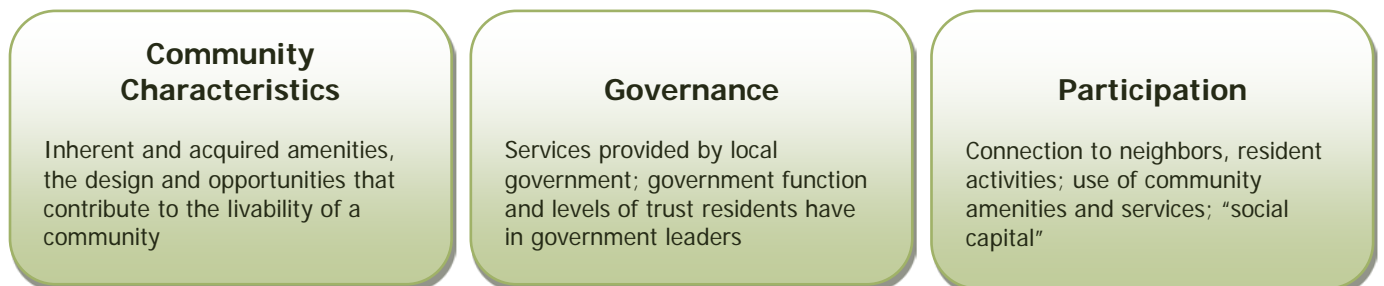 Community
Characteristics
Inherent and acquired amenities,
the design and opportunities that
contribute to the livability of a
community
Governance
Services provided by local
government; government function
and levels of trust residents have
in government leaders
Participation
Connection to neighbors, resident
activities; use of community
amenities and services; “social
capital”